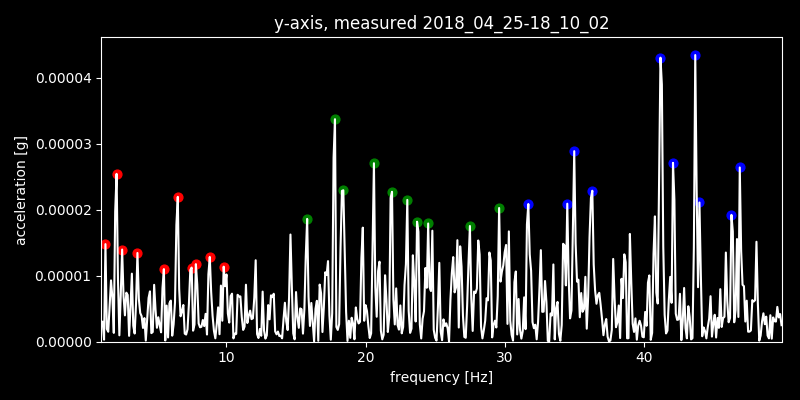 y-axis, measured 2018_04_25-18_10_02
0.00004
0.00003
0.00002
0.00001
0.00000
acceleration [g]
10 20 30 40
frequency [Hz]